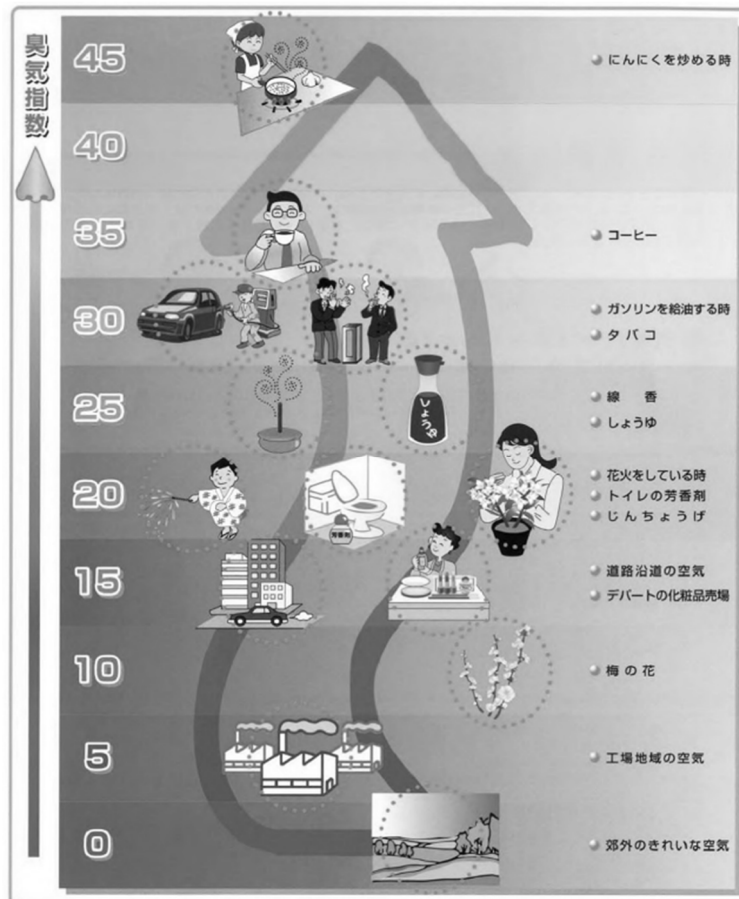 臭気指数
45
にんにくを炒める時
40
35
コーヒー
30
ガソリンを給油する時
タバコ
25
線 香
しょうゆ
しょうゆ
20
花火をしている時
トイレの芳香剤
じんちょうげ
芳香剤
15
道路沿道の空気
デパートの化粧品売場
10
梅の花
5
工場地域の空気
0
郊外のきれいな空気